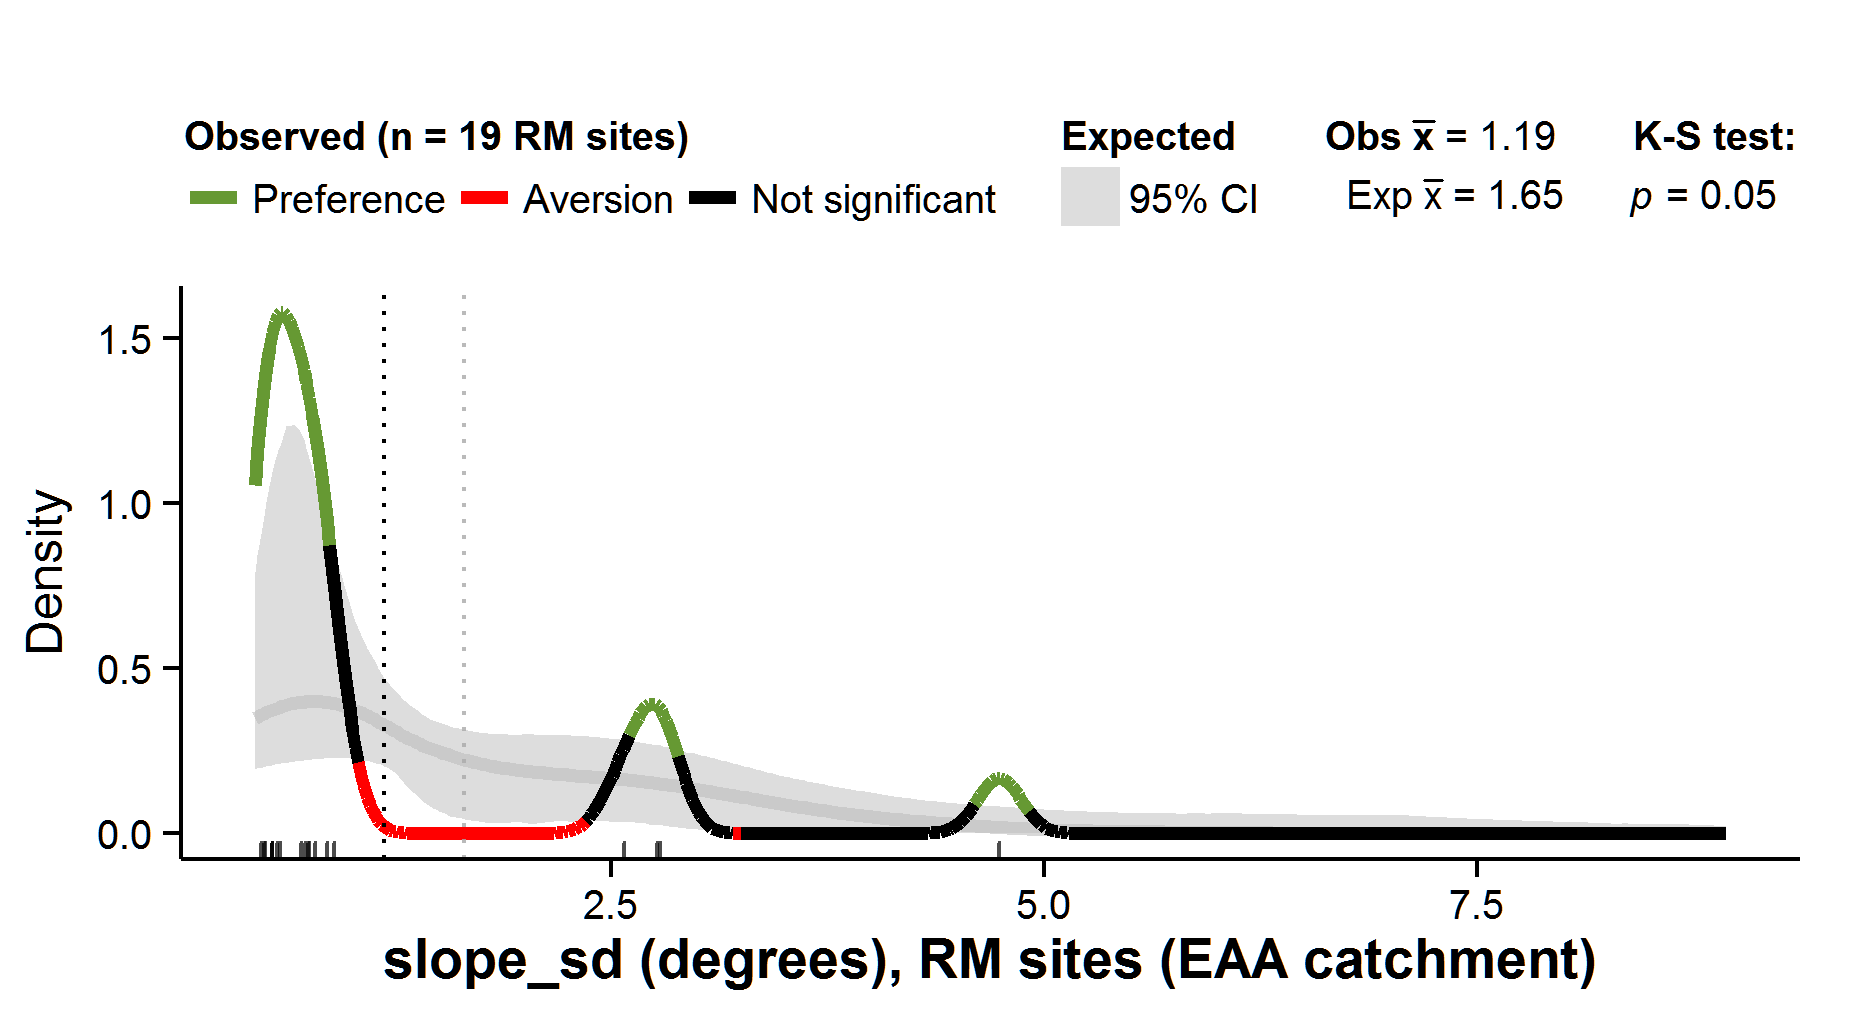 Observed (n = 19 RM sites)
Preference Aversion Not significant
Expected
95% CI
Obs x̅ = 1.19
Exp x̅ = 1.65
K-S test:
p = 0.05
Density
1.5
1.0
0.5
0.0
2.5 5.0 7.5
slope_sd (degrees), RM sites (EAA catchment)